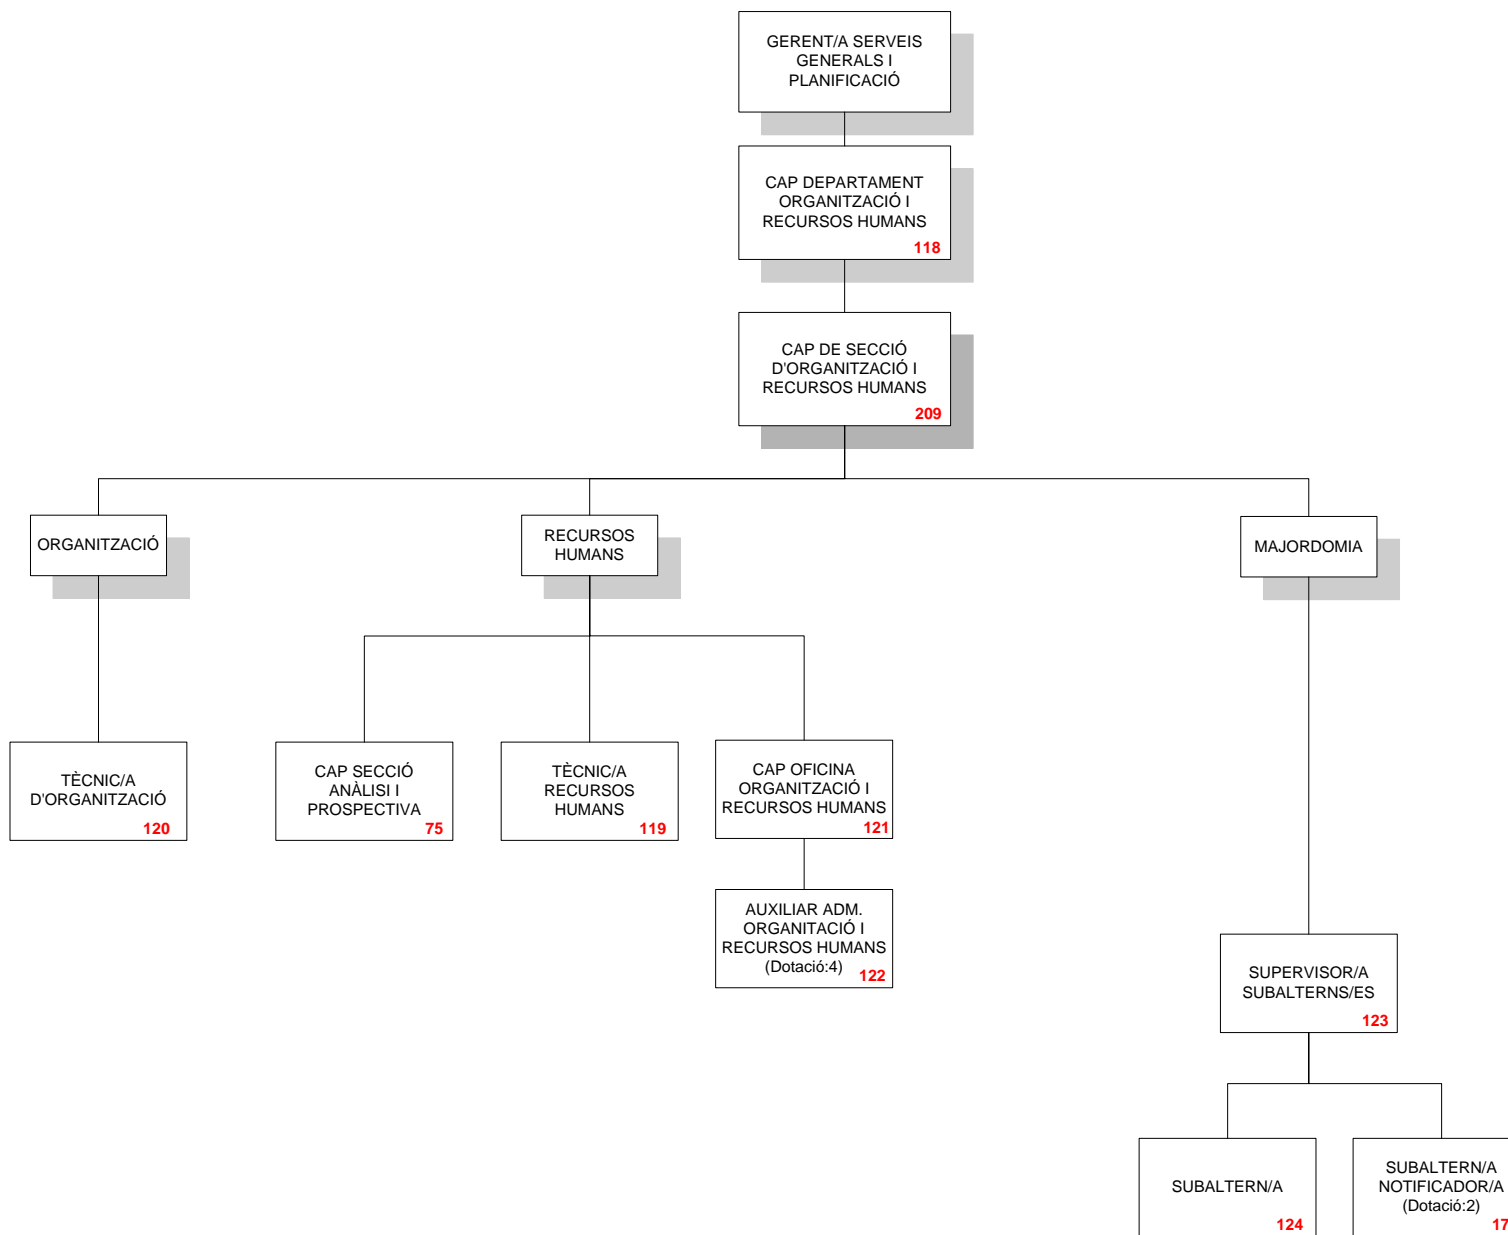 GERENT/A SERVEIS
GENERALS I
PLANIFICACIÓ
CAP DEPARTAMENT
ORGANITZACIÓ I
RECURSOS HUMANS
118
CAP DE SECCIÓ
D'ORGANITZACIÓ I
RECURSOS HUMANS
209
ORGANITZACIÓ
RECURSOS
HUMANS
MAJORDOMIA
TÈCNIC/A
D'ORGANITZACIÓ
120
CAP SECCIÓ
ANÀLISI I
PROSPECTIVA
75
TÈCNIC/A
RECURSOS
HUMANS
119
CAP OFICINA
ORGANITZACIÓ I
RECURSOS HUMANS
121
AUXILIAR ADM.
ORGANITACIÓ I
RECURSOS HUMANS
(Dotació:4)
122
SUPERVISOR/A
SUBALTERNS/ES
123
SUBALTERN/A
124
SUBALTERN/A
NOTIFICADOR/A
(Dotació:2)